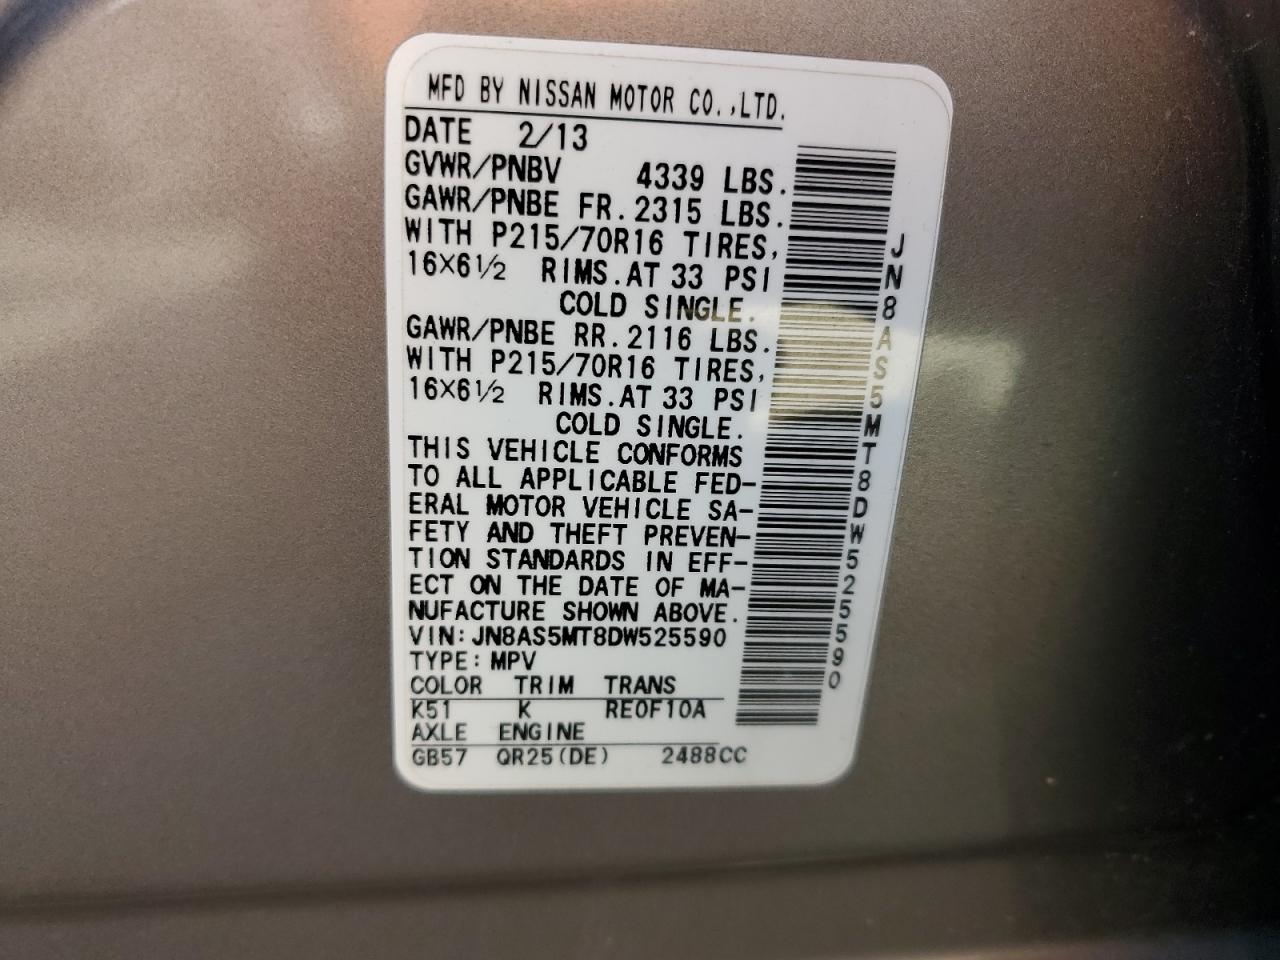 MFD BY NISSAN MOTOR CO.,LTD.
DATE 2/13
GVWR/PNBV 4339 LBS.
GAWR/PNBE FR.2315 LBS.
WITH P215/70R16 TIRES,
16X6½ RIMS.AT 33 PSI
COLD SINGLE.
GAWR/PNBE RR.2116 LBS.
WITH P215/70R16 TIRES,
16X6½ RIMS.AT 33 PSI
COLD SINGLE.
THIS VEHICLE CONFORMS
TO ALL APPLICABLE FED-
ERAL MOTOR VEHICLE SA-
FETY AND THEFT PREVEN-
TION STANDARDS IN EFF-
ECT ON THE DATE OF MA-
NUFACTURE SHOWN ABOVE.
VIN:JN8AS5MT8DW525590
TYPE:MPV
COLOR TRIM TRANS
K51 K RE0F10A
AXLE ENGINE
GB57 QR25(DE) 2488CC
JN8AS5MT8DW525590